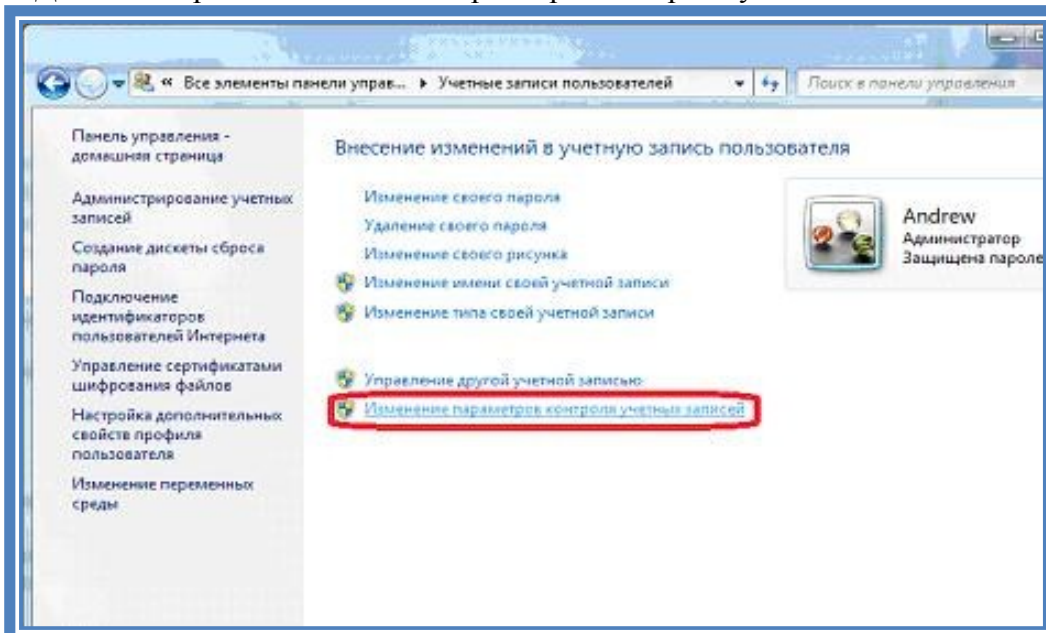 « Все элементы панели управ... ▸ Учетные записи пользователей
Поиск в панели управления
Панель управления -
домашняя страница
Администрирование учетных
записей
Создание дискеты сброса
пароля
Подключение
идентификаторов
пользователей Интернета
Управление сертификатами
шифрования файлов
Настройка дополнительных
свойств профиля
пользователя
Изменение переменных
среды
Внесение изменений в учетную запись пользователя
Изменение своего пароля
Удаление своего пароля
Изменение своего рисунка
Изменение имени своей учетной записи
Изменение типа своей учетной записи
Управление другой учетной записью
Изменение параметров контроля учетных записей
Andrew
Администратор
Защищена пароле